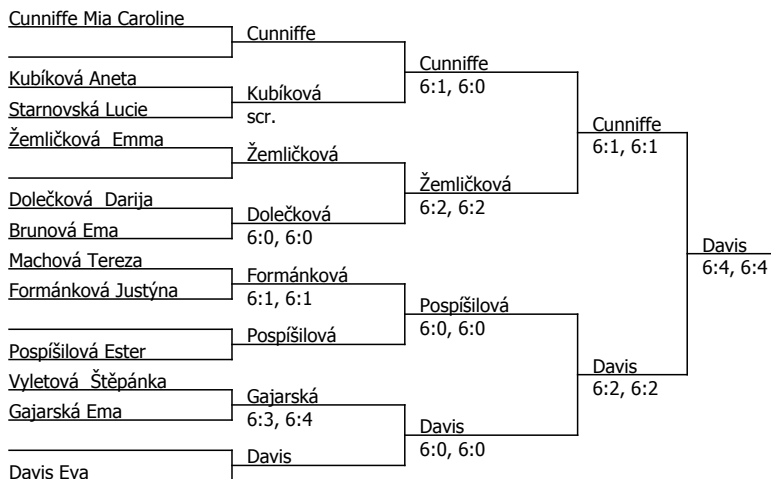 Cunniffe Mia Caroline
Kubíková Aneta
Starnovská Lucie
Žemličková Emma
Dolečková Darija
Brunová Ema
Machová Tereza
Formánková Justýna
Pospíšilová Ester
Vyletová Štěpánka
Gajarská Ema
Davis Eva
Cunniffe
Kubíková
scr.
Žemličková
Dolečková
6:0, 6:0
Formánková
6:1, 6:1
Pospíšilová
Gajarská
6:3, 6:4
Davis
Cunniffe
6:1, 6:0
Žemličková
6:2, 6:2
Pospíšilová
6:0, 6:0
Davis
6:0, 6:0
Cunniffe
6:1, 6:1
Davis
6:2, 6:2
Davis
6:4, 6:4